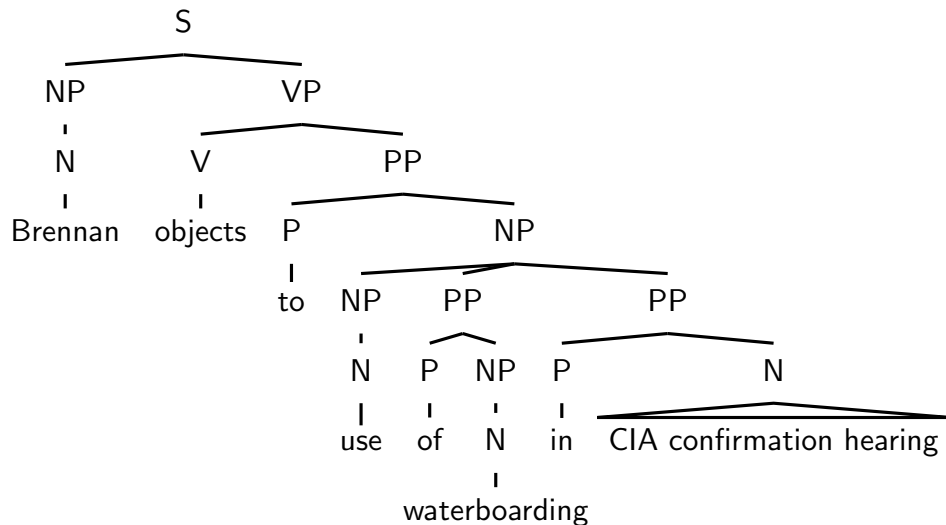 S
NP VP
N V PP
Brennan objects P NP
to NP PP PP
N P NP P N
use of N in CIA confirmation hearing
waterboarding